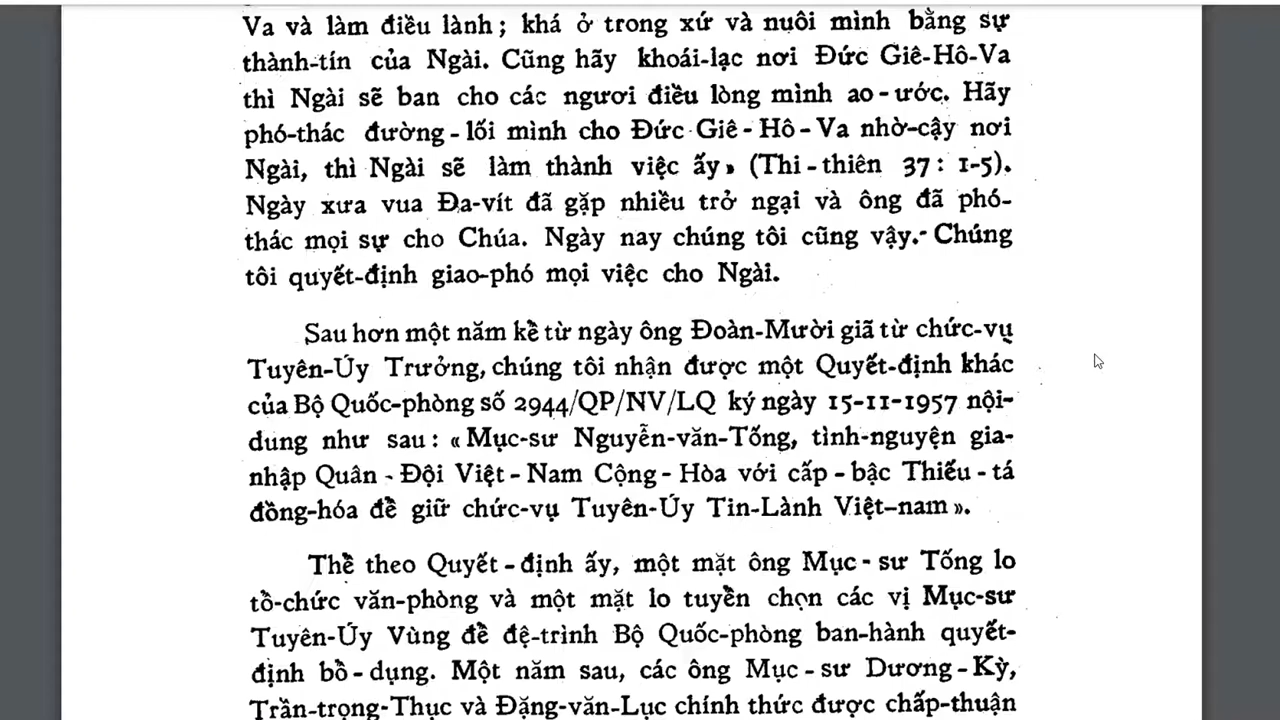 Va và làm điều lành ; khá ở trong xứ và nuôi mình bằng sự
thành-tín của Ngài. Cũng hãy khoái-lạc nơi Đức Giê-Hô-Va
thì Ngài sẽ ban cho các ngươi điều lòng mình ao - ước. Hãy
phó-thác đường - lối mình cho Đức Giê - Hô - Va nhờ-cậy nơi
Ngài, thì Ngài sẽ làm thành việc ấy» (Thi - thiên 37 : 1-5).
Ngày xưa vua Đa-vít đã gặp nhiều trở ngại và ông đã phó-
thác mọi sự cho Chúa. Ngày nay chúng tôi cũng vậy. Chúng
tôi quyết-định giao-phó mọi việc cho Ngài.
Sau hơn một năm kể từ ngày ông Đoàn-Mười giã từ chức-vụ
Tuyên-Úy Trưởng, chúng tôi nhận được một Quyết-định khác
của Bộ Quốc-phòng số 2944/QP/NV/LQ ký ngày 15-11-1957 nội-
dung như sau : « Mục-sư Nguyễn-văn-Tống, tình-nguyện gia-
nhập Quân - Đội Việt - Nam Cộng - Hòa với cấp - bậc Thiếu - tá
đồng-hóa để giữ chức-vụ Tuyên-Úy Tin-Lành Việt-nam ».
Thể theo Quyết - định ấy, một mặt ông Mục - sư Tống lo
tổ-chức văn-phòng và một mặt lo tuyển chọn các vị Mục-sư
Tuyên-Úy Vùng để đệ-trình Bộ Quốc-phòng ban-hành quyết-
định bổ - dụng. Một năm sau, các ông Mục - sư Dương - Kỳ,
Trần-trọng-Thục và Đặng-văn-Lục chính thức được chấp-thuận